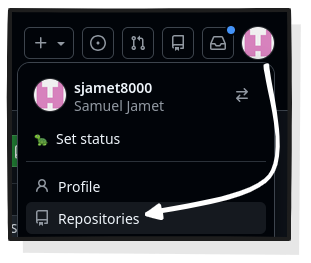 sjamet8000
Samuel Jamet
Set status
Profile
Repositories
S